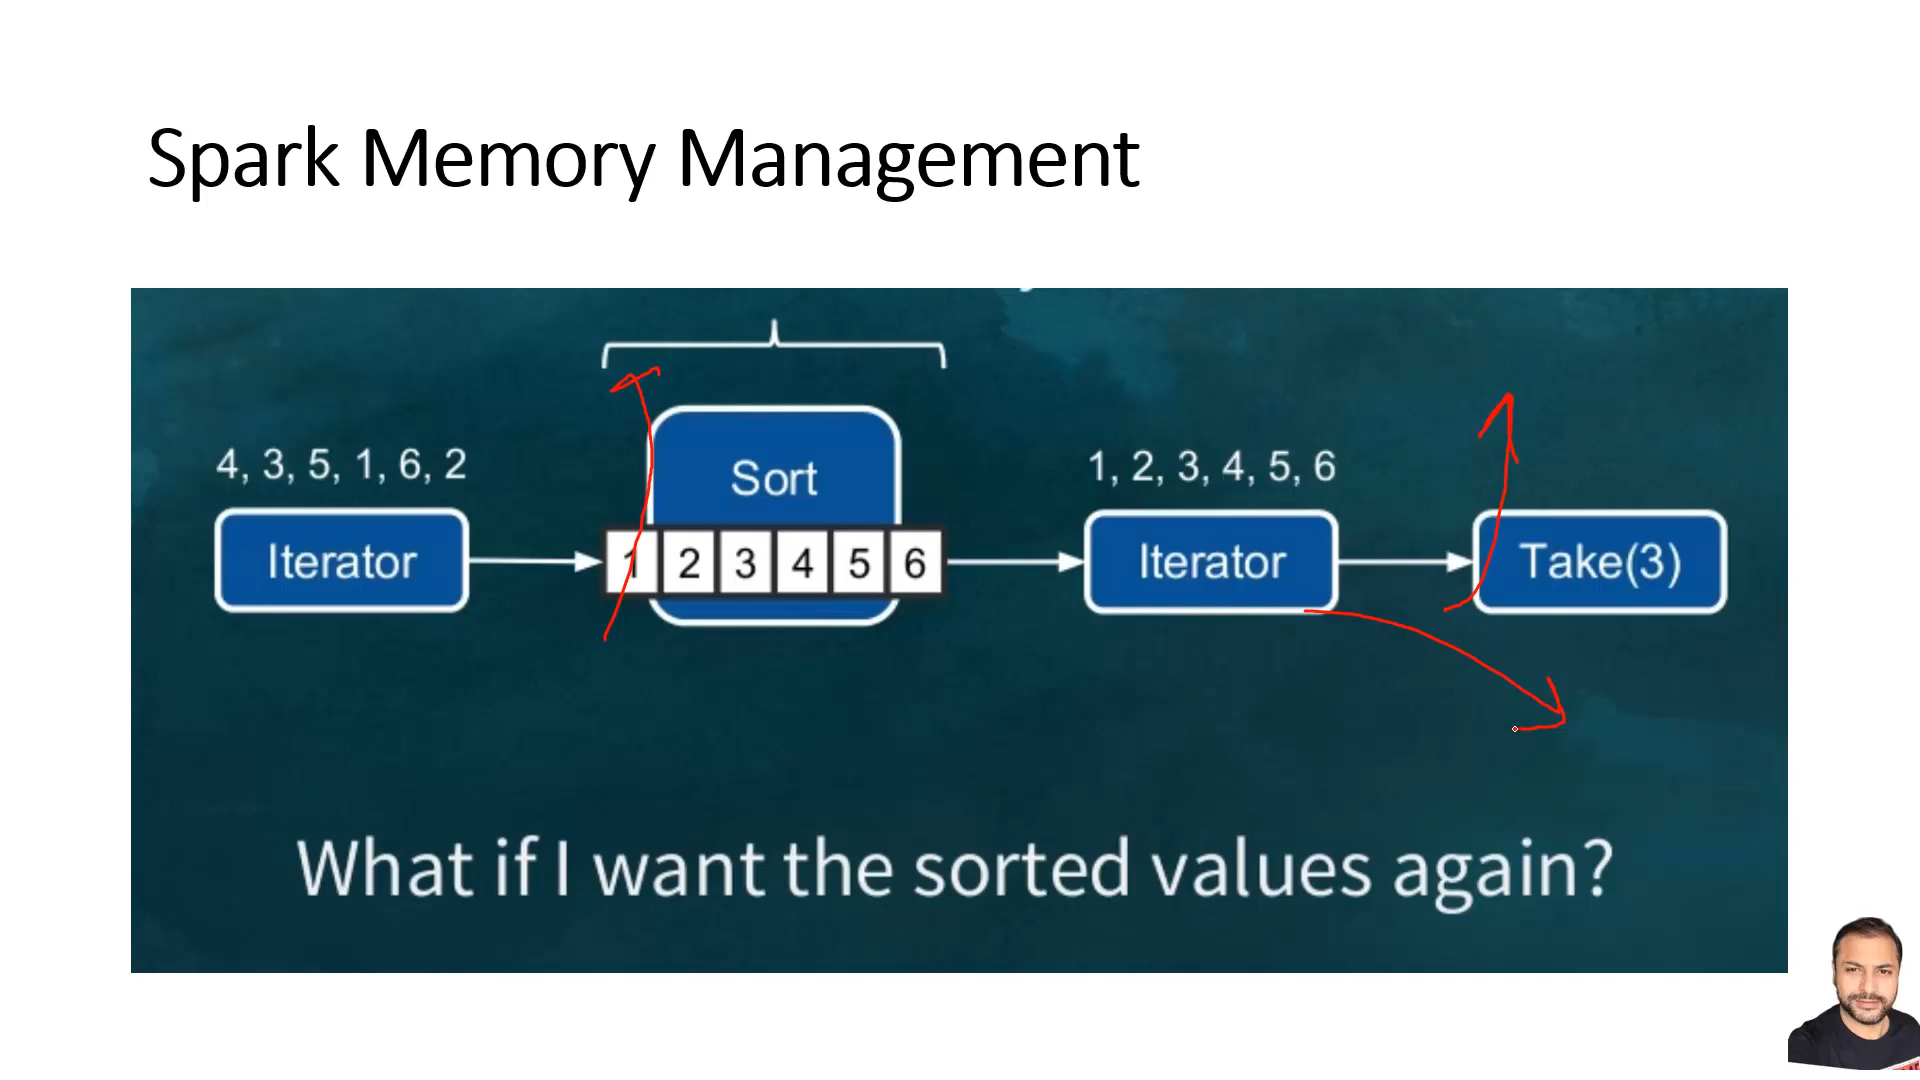 Spark Memory Management
4, 3, 5, 1, 6, 2
Iterator
Sort
1 2 3 4 5 6
1, 2, 3, 4, 5, 6
Iterator
Take(3)
What if I want the sorted values again?